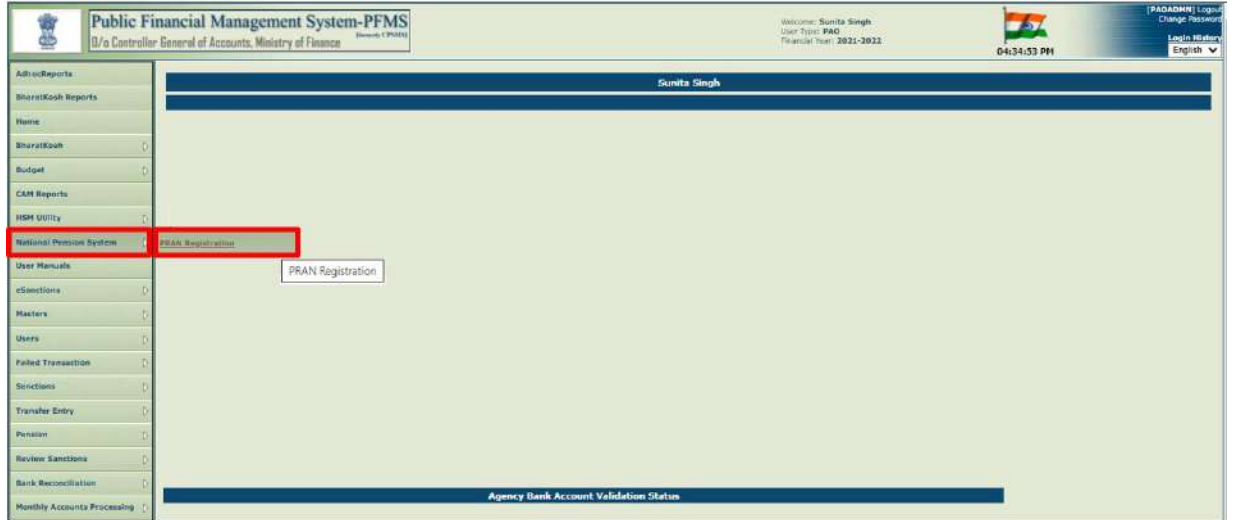 Public Financial Management System-PFMS
(formerly CPSMS)
O/o Controller General of Accounts, Ministry of Finance
Welcome: Sunita Singh
User Type: PAO
Financial Year: 2021-2022
04:34:53 PM
[PAOADMN] Logout
Change Password
Login History
English
AdhocReports
BharatKosh Reports
Home
BharatKosh
Budget
CAM Reports
HSM Utility
National Pension System
User Manuals
eSanctions
Masters
Users
Failed Transaction
Sanctions
Transfer Entry
Pension
Review Sanctions
Bank Reconciliation
Monthly Accounts Processing
Sunita Singh
PRAN Registration
PRAN Registration
Agency Bank Account Validation Status